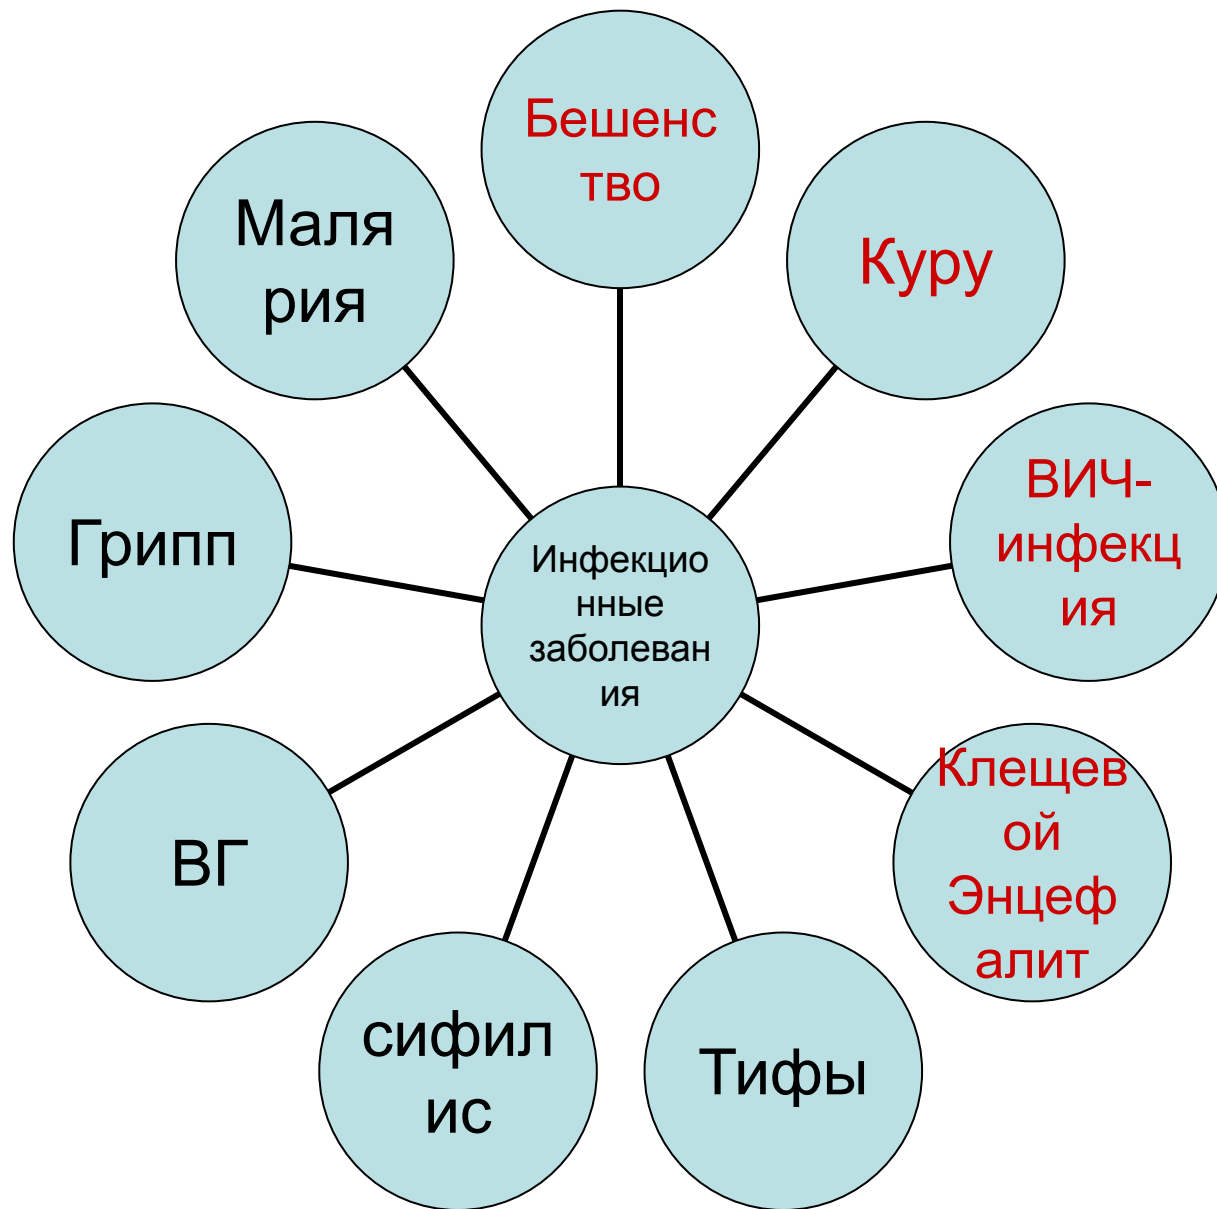 Бешенс
тво
Куру
ВИЧ-
инфекц
ия
Клещев
ой
Энцеф
алит
Тифы
сифил
ис
ВГ
Грипп
Маля
рия
Инфекцио
нные
заболеван
ия